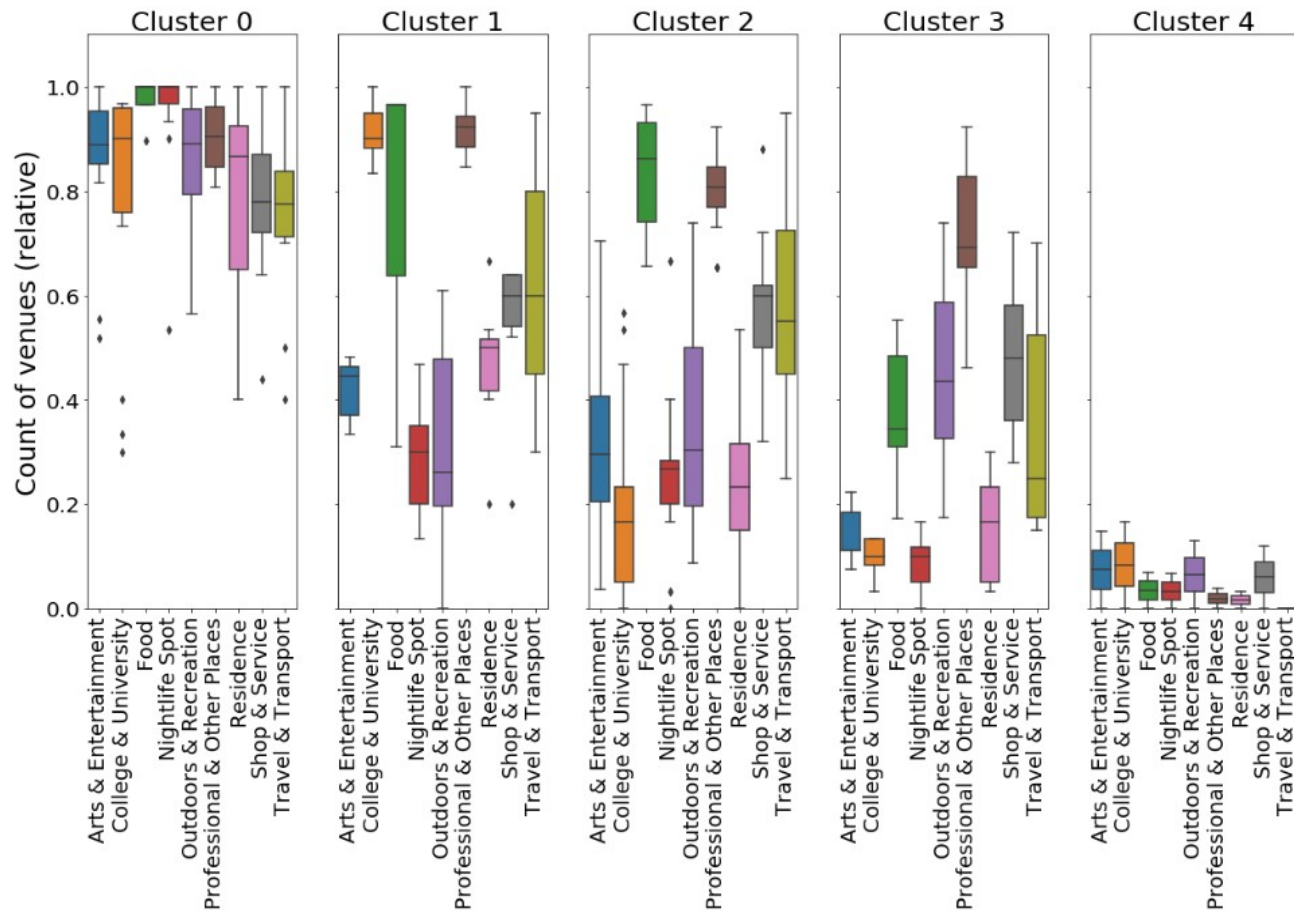 Cluster 0
Cluster 1
Cluster 2
Cluster 3
Cluster 4
Count of venues (relative)
1.0
0.8
0.6
0.4
0.2
0.0
Arts & Entertainment
College & University
Food
Nightlife Spot
Outdoors & Recreation
Professional & Other Places
Residence
Shop & Service
Travel & Transport
Arts & Entertainment
College & University
Food
Nightlife Spot
Outdoors & Recreation
Professional & Other Places
Residence
Shop & Service
Travel & Transport
Arts & Entertainment
College & University
Food
Nightlife Spot
Outdoors & Recreation
Professional & Other Places
Residence
Shop & Service
Travel & Transport
Arts & Entertainment
College & University
Food
Nightlife Spot
Outdoors & Recreation
Professional & Other Places
Residence
Shop & Service
Travel & Transport
Arts & Entertainment
College & University
Food
Nightlife Spot
Outdoors & Recreation
Professional & Other Places
Residence
Shop & Service
Travel & Transport